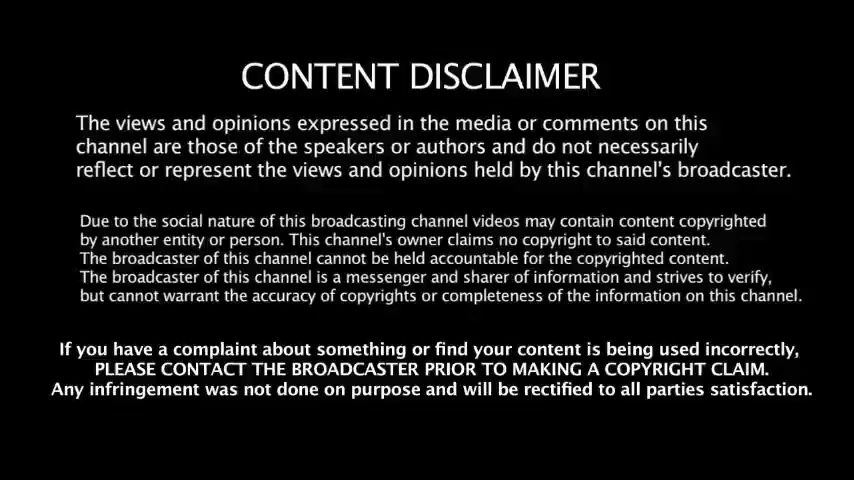 CONTENT DISCLAIMER
The views and opinions expressed in the media or comments on this
channel are those of the speakers or authors and do not necessarily
reflect or represent the views and opinions held by this channel's broadcaster.
Due to the social nature of this broadcasting channel videos may contain content copyrighted
by another entity or person. This channel's owner claims no copyright to said content.
The broadcaster of this channel cannot be held accountable for the copyrighted content.
The broadcaster of this channel is a messenger and sharer of information and strives to verify,
but cannot warrant the accuracy of copyrights or completeness of the information on this channel.
If you have a complaint about something or find your content is being used incorrectly,
PLEASE CONTACT THE BROADCASTER PRIOR TO MAKING A COPYRIGHT CLAIM.
Any infringement was not done on purpose and will be rectified to all parties satisfaction.